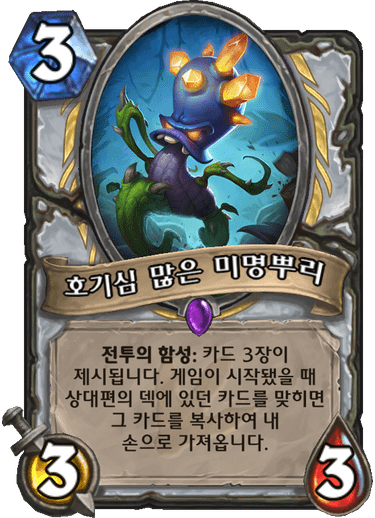 3
호기심 많은 미명뿌리
전투의 함성: 카드 3장이
제시됩니다. 게임이 시작됐을 때
상대편의 덱에 있던 카드를 맞히면
그 카드를 복사하여 내
손으로 가져옵니다.
3
3